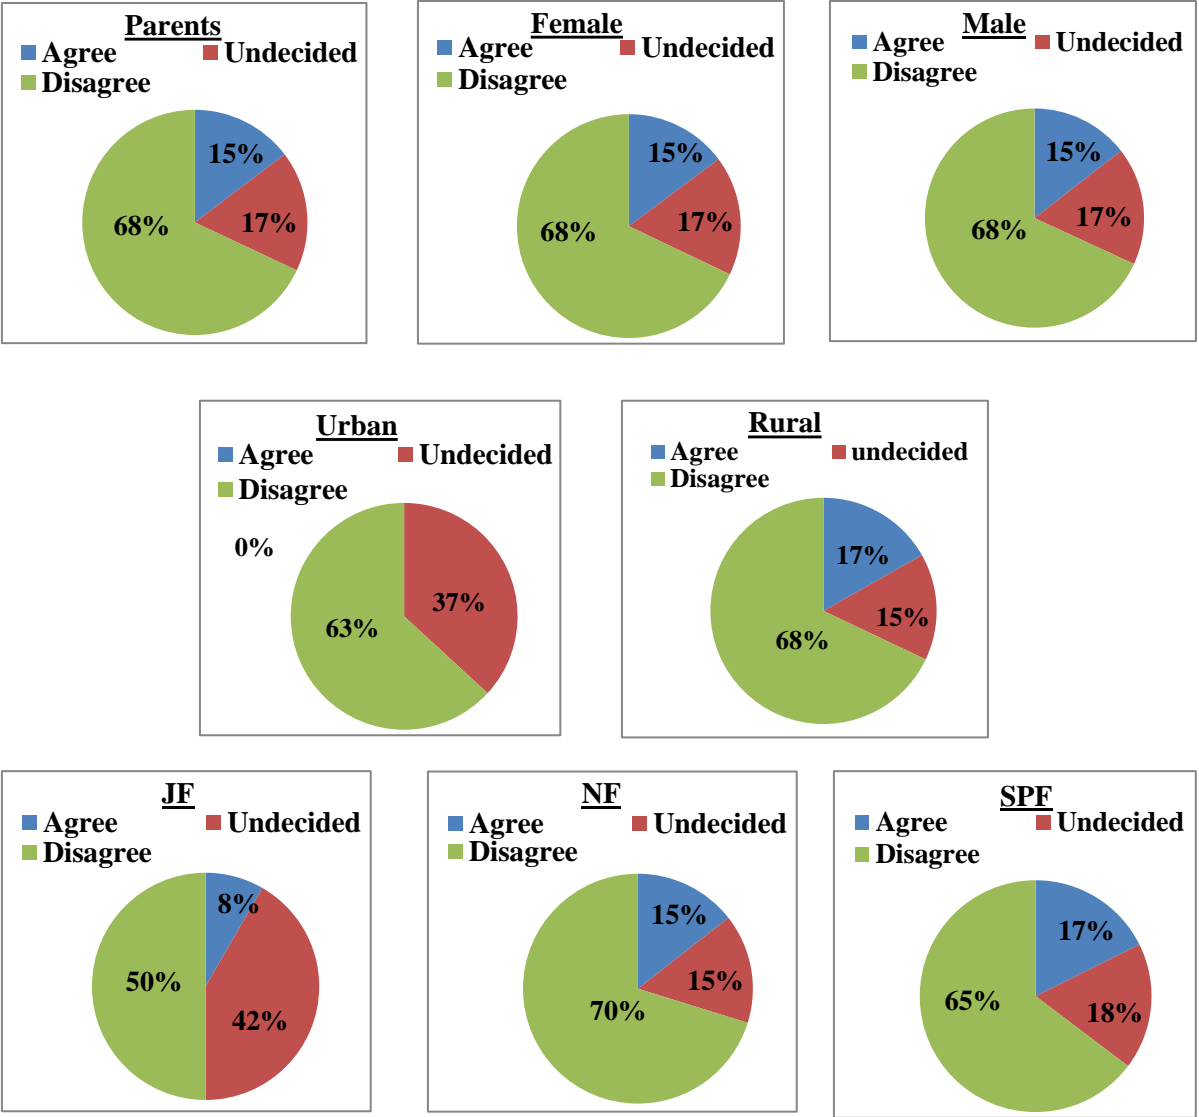 Parents
Agree Undecided
Disagree
15%
17%
68%
Female
Agree Undecided
Disagree
15%
17%
68%
Male
Agree Undecided
Disagree
15%
17%
68%
Urban
Agree Undecided
Disagree
0%
37%
63%
Rural
Agree undecided
Disagree
17%
15%
68%
JF
Agree Undecided
Disagree
8%
50%
42%
NF
Agree Undecided
Disagree
15%
15%
70%
SPF
Agree Undecided
Disagree
17%
65%
18%